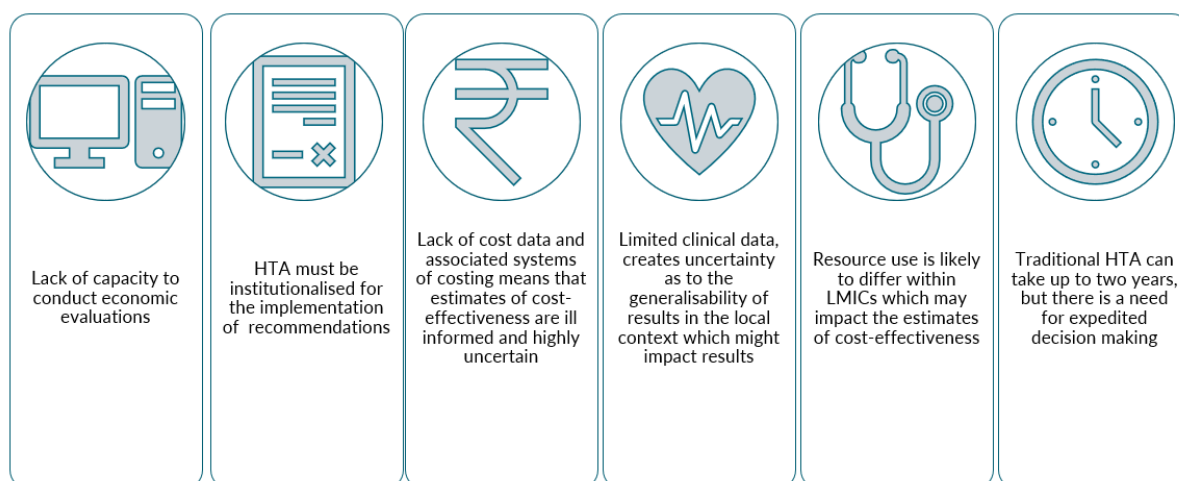 Lack of capacity to
conduct economic
evaluations
HTA must be
institutionalised for
the implementation
of recommendations
Lack of cost data and
associated systems
of costing means that
estimates of cost-
effectiveness are ill
informed and highly
uncertain
Limited clinical data,
creates uncertainty
as to the
generalisability of
results in the local
context which might
impact results
Resource use is likely
to differ within
LMICs which may
impact the estimates
of cost-effectiveness
Traditional HTA can
take up to two years,
but there is a need
for expedited
decision making